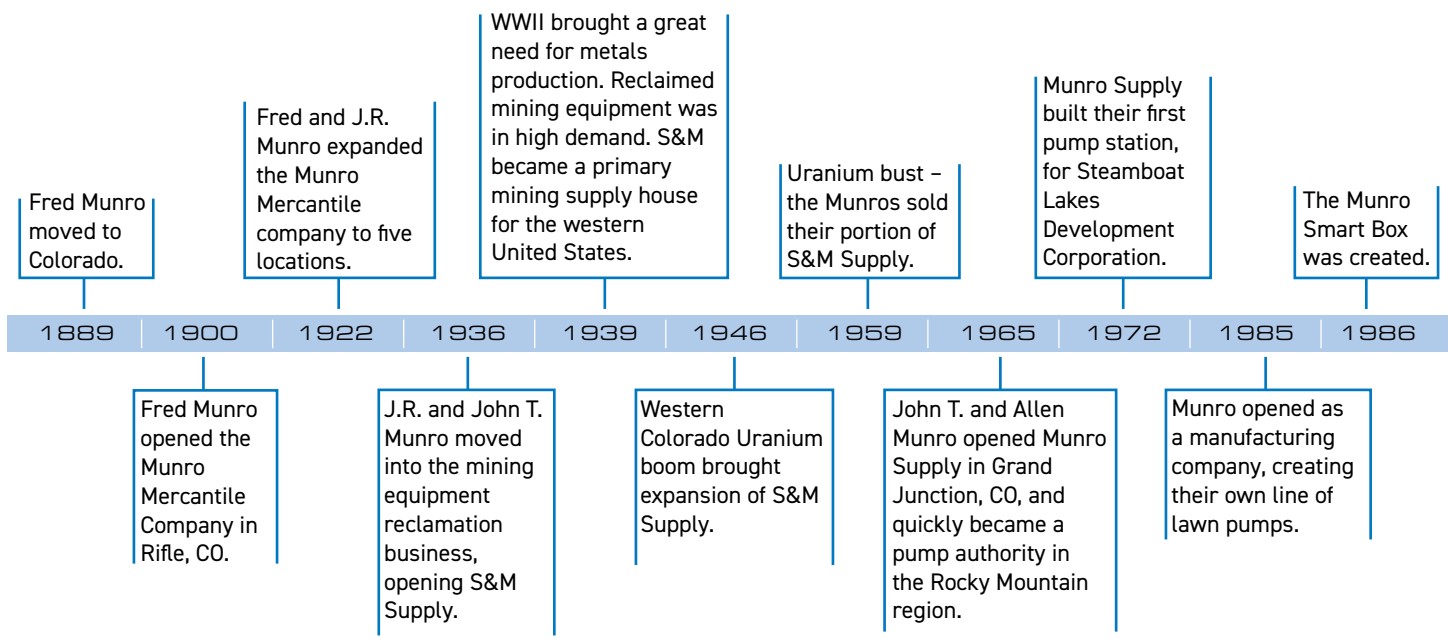 WWII brought a great
need for metals
production. Reclaimed
mining equipment was
in high demand. S&M
became a primary
mining supply house
for the western
United States.
Munro Supply
built their first
pump station,
for Steamboat
Lakes
Development
Corporation.
Fred and J.R.
Munro expanded
the Munro
Mercantile
company to five
locations.
Uranium bust –
the Munros sold
their portion of
S&M Supply.
Fred Munro
moved to
Colorado.
The Munro
Smart Box
was created.
1889 1900 1922 1936 1939 1946 1959 1965 1972 1985 1986
Fred Munro
opened the
Munro
Mercantile
Company in
Rifle, CO.
J.R. and John T.
Munro moved
into the mining
equipment
reclamation
business,
opening S&M
Supply.
Western
Colorado Uranium
boom brought
expansion of S&M
Supply.
John T. and Allen
Munro opened Munro
Supply in Grand
Junction, CO, and
quickly became a
pump authority in
the Rocky Mountain
region.
Munro opened as
a manufacturing
company, creating
their own line of
lawn pumps.